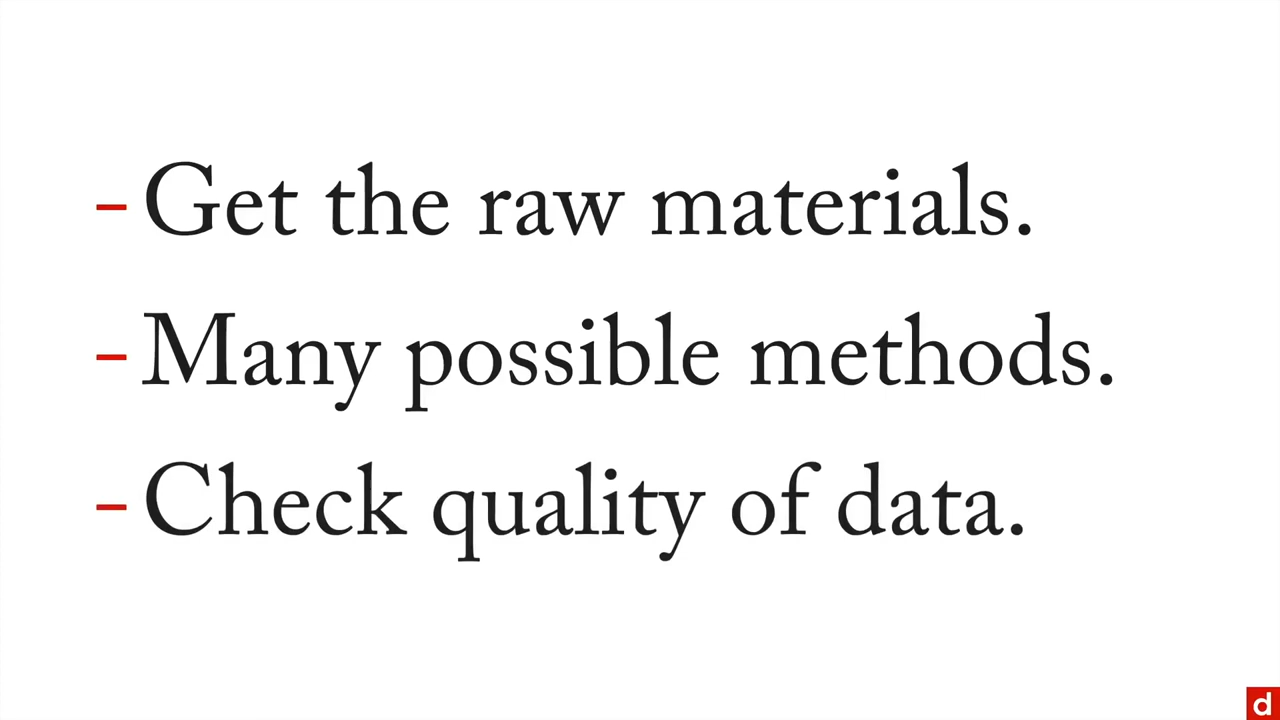 - Get the raw materials.
- Many possible methods.
- Check quality of data.
d